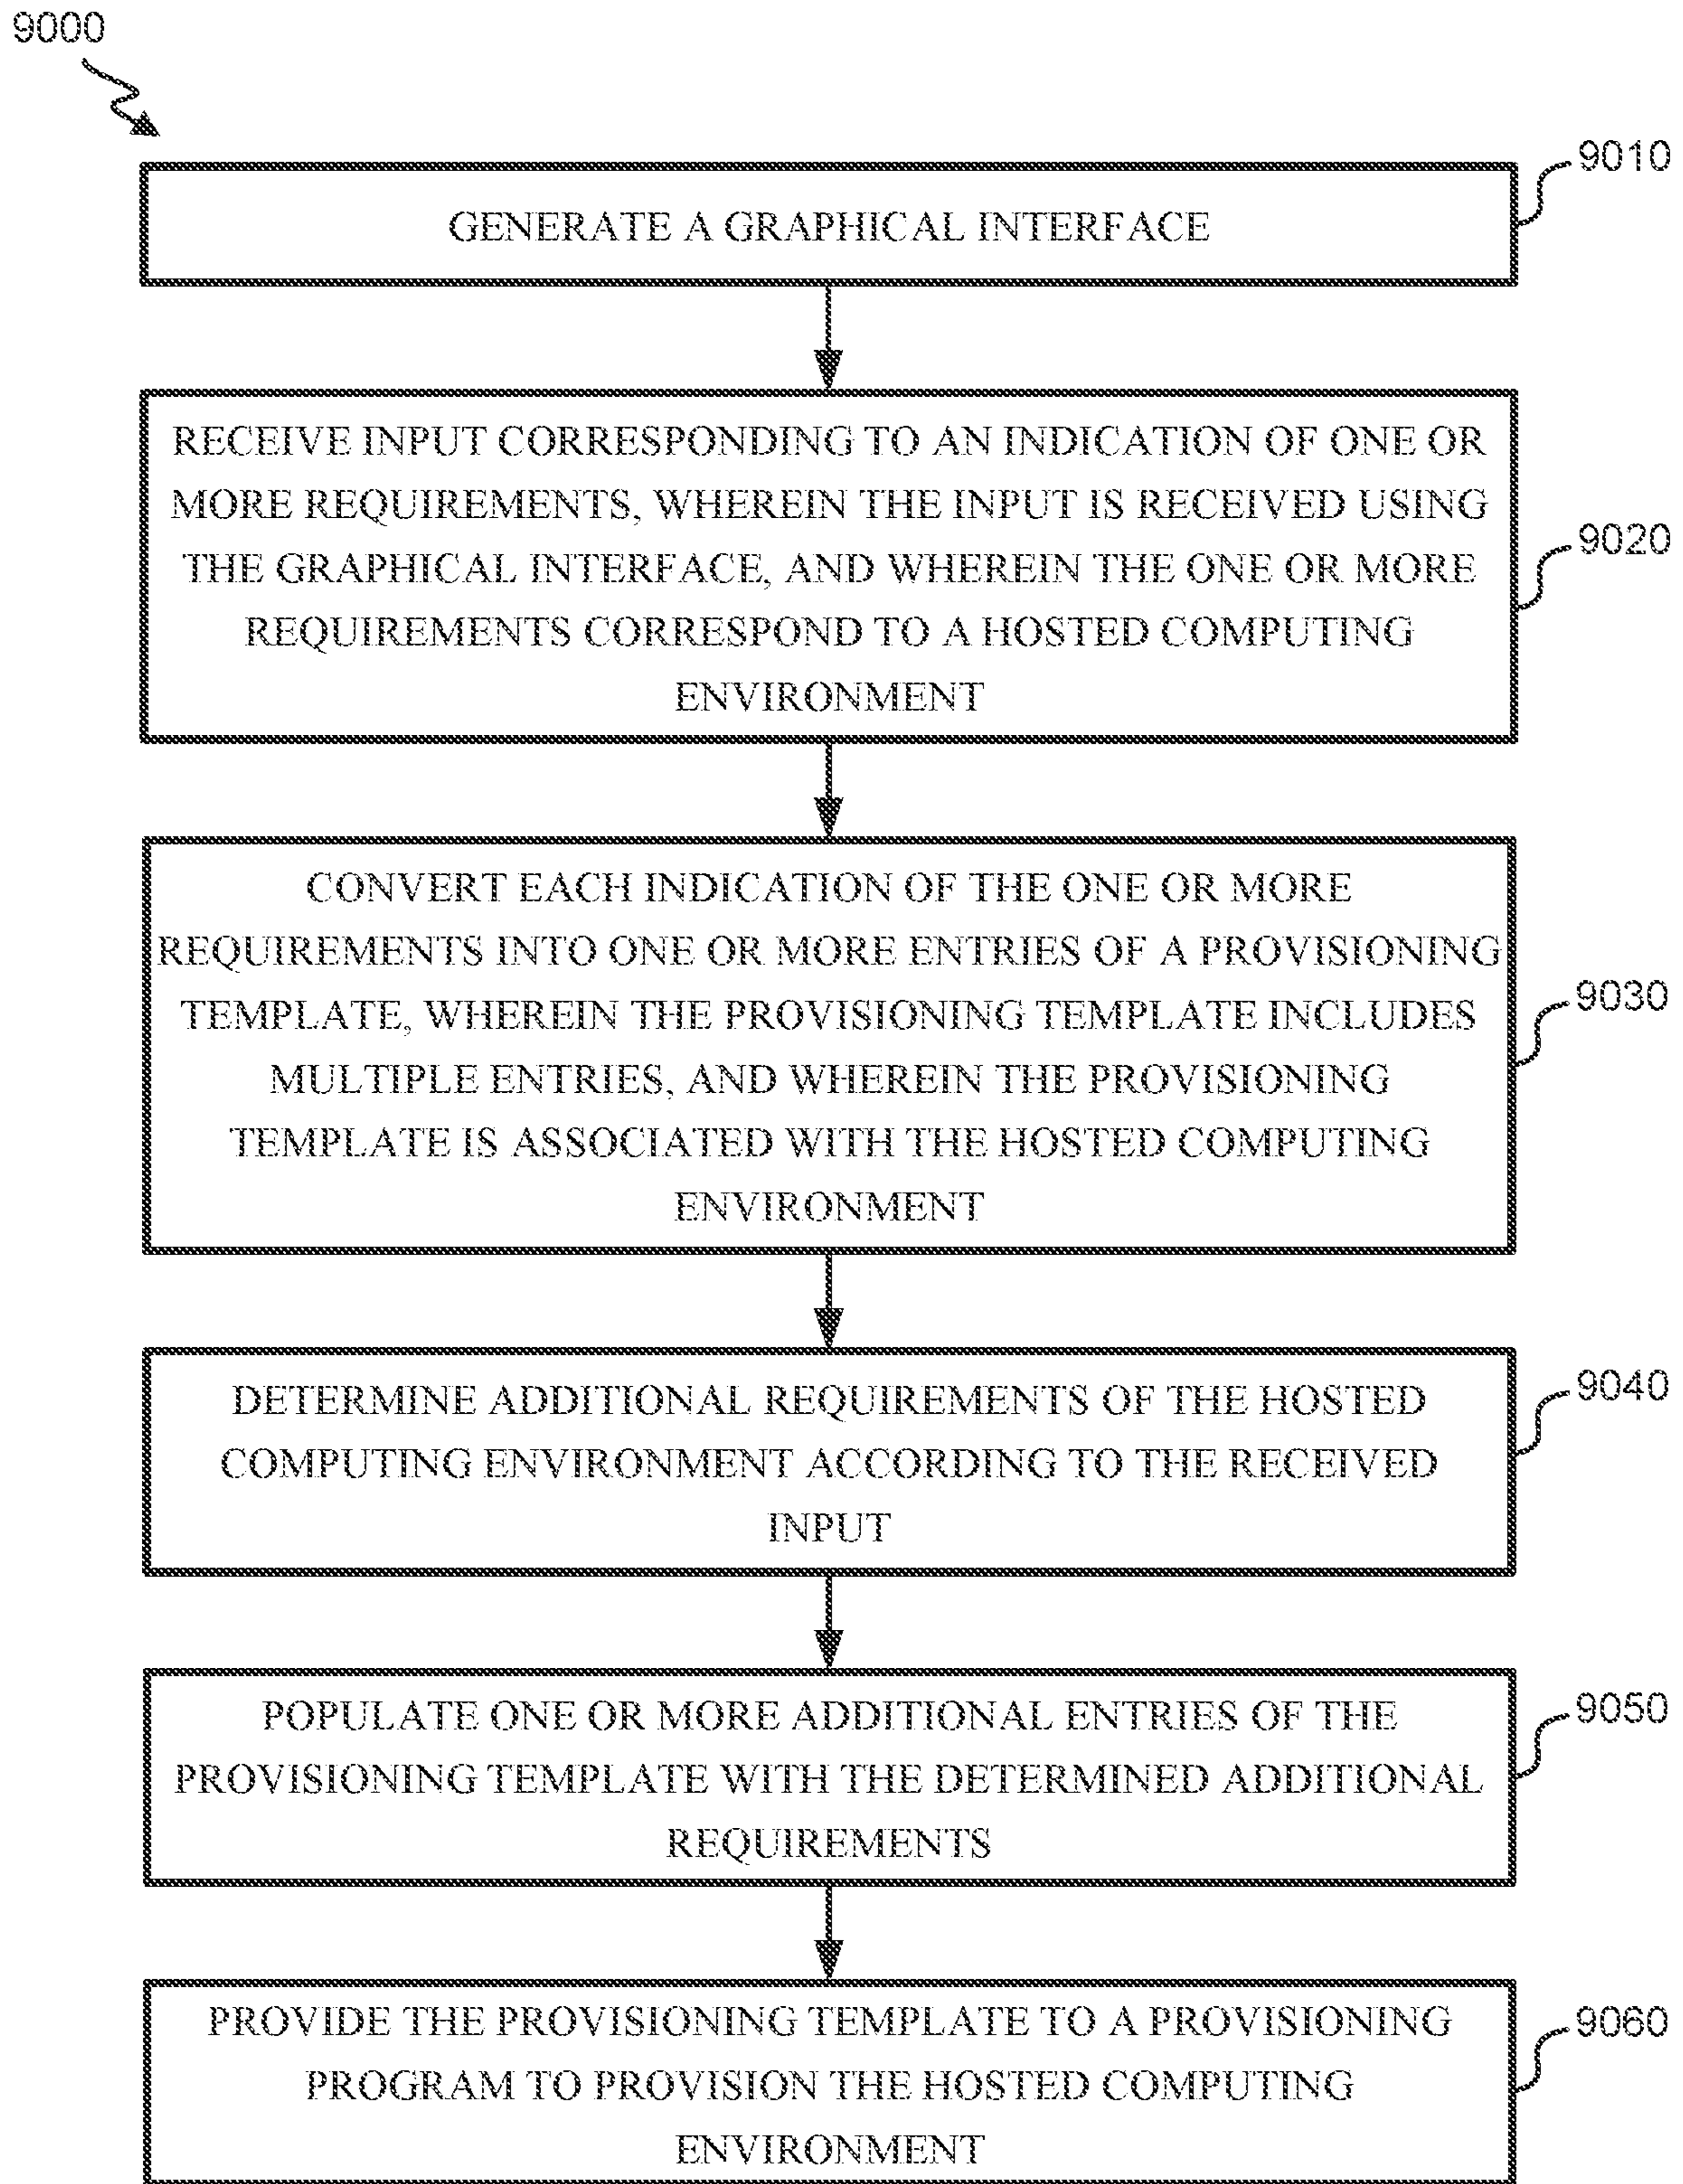 9000
9010
GENERATE A GRAPHICAL INTERFACE
RECEIVE INPUT CORRESPONDING TO AN INDICATION OF ONE OR
MORE REQUIREMENTS, WHEREIN THE INPUT IS RECEIVED USING
THE GRAPHICAL INTERFACE, AND WHEREIN THE ONE OR MORE
REQUIREMENTS CORRESPOND TO A HOSTED COMPUTING
ENVIRONMENT
9020
CONVERT EACH INDICATION OF THE ONE OR MORE
REQUIREMENTS INTO ONE OR MORE ENTRIES OF A PROVISIONING
TEMPLATE, WHEREIN THE PROVISIONING TEMPLATE INCLUDES
MULTIPLE ENTRIES, AND WHEREIN THE PROVISIONING
TEMPLATE IS ASSOCIATED WITH THE HOSTED COMPUTING
ENVIRONMENT
9030
DETERMINE ADDITIONAL REQUIREMENTS OF THE HOSTED
COMPUTING ENVIRONMENT ACCORDING TO THE RECEIVED
INPUT
9040
POPULATE ONE OR MORE ADDITIONAL ENTRIES OF THE
PROVISIONING TEMPLATE WITH THE DETERMINED ADDITIONAL
REQUIREMENTS
9050
PROVIDE THE PROVISIONING TEMPLATE TO A PROVISIONING
PROGRAM TO PROVISION THE HOSTED COMPUTING
ENVIRONMENT
9060